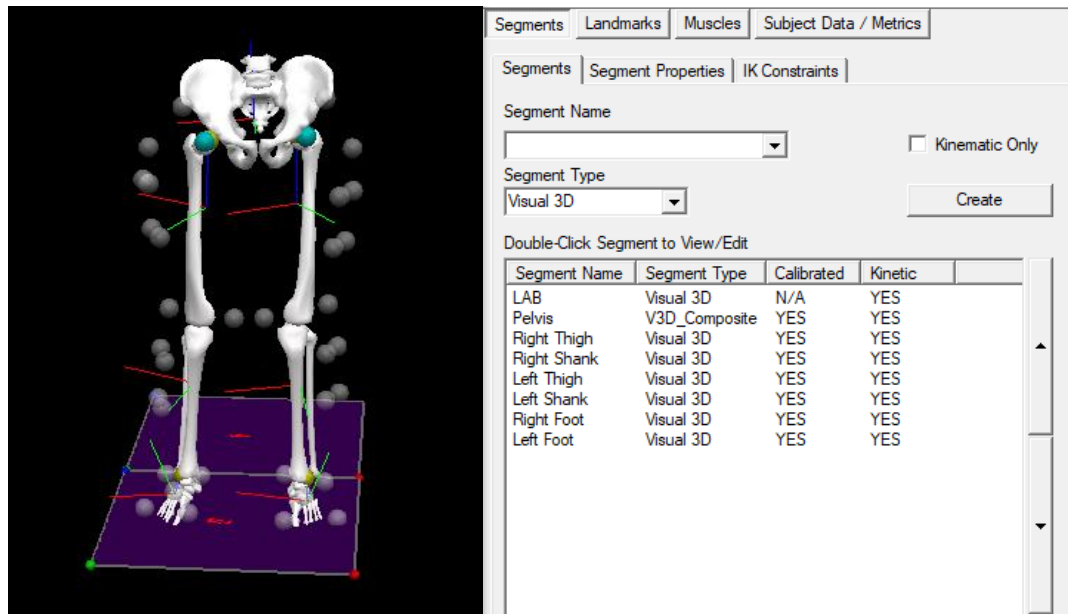 Segments Landmarks Muscles Subject Data / Metrics
Segments Segment Properties IK Constraints
Segment Name
Kinematic Only
Segment Type
Visual 3D
Create
Double-Click Segment to View/Edit
Segment Name Segment Type Calibrated Kinetic
LAB Visual 3D N/A YES
Pelvis V3D_Composite YES YES
Right Thigh Visual 3D YES YES
Right Shank Visual 3D YES YES
Left Thigh Visual 3D YES YES
Left Shank Visual 3D YES YES
Right Foot Visual 3D YES YES
Left Foot Visual 3D YES YES